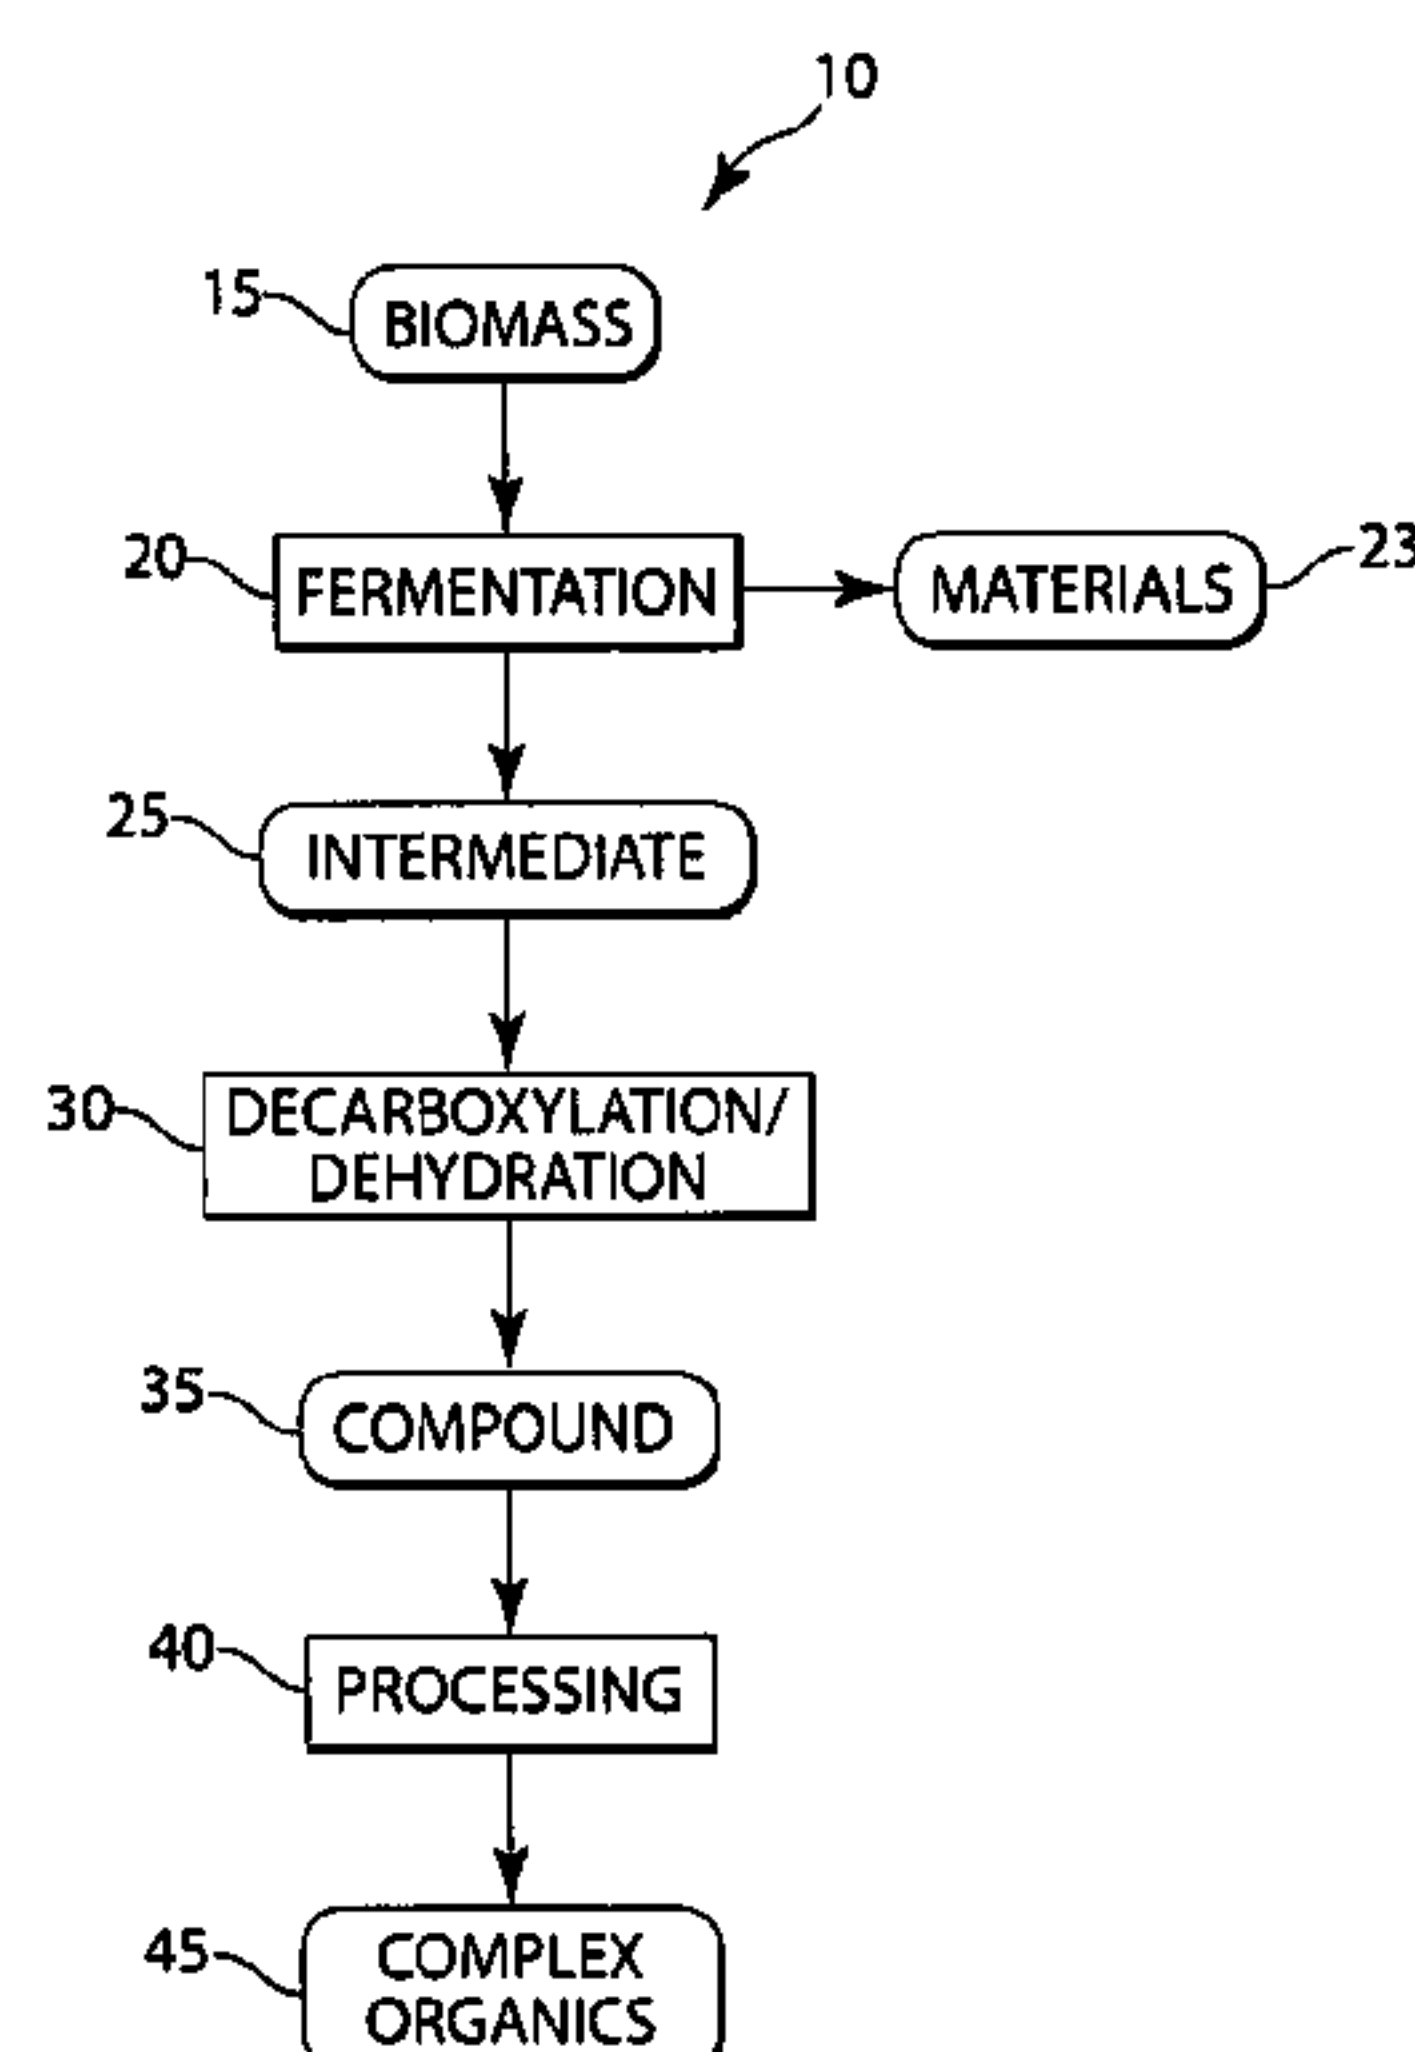 10
15
BIOMASS
20
FERMENTATION
MATERIALS
23
25
INTERMEDIATE
30
DECARBOXYLATION/
DEHYDRATION
35
COMPOUND
40
PROCESSING
45
COMPLEX
ORGANICS